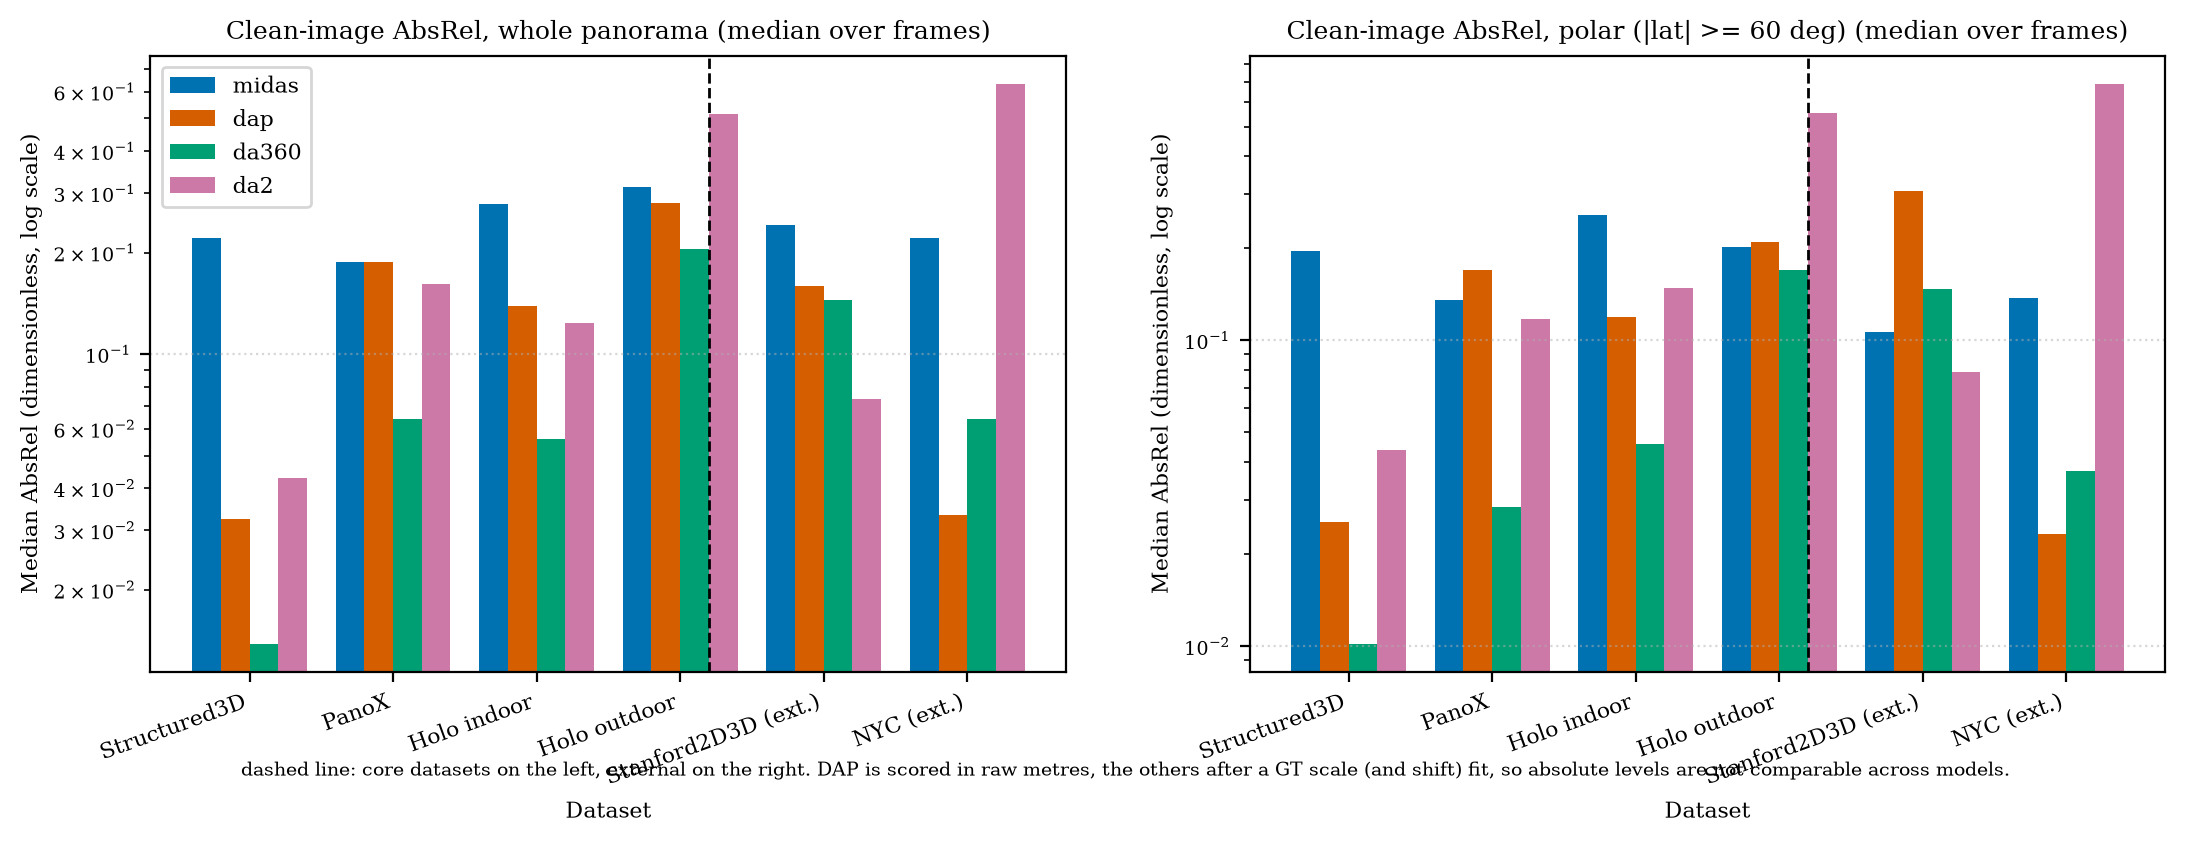 Clean-image AbsRel, whole panorama (median over frames)
Median AbsRel (dimensionless, log scale)
6 × 10⁻¹
4 × 10⁻¹
3 × 10⁻¹
2 × 10⁻¹
10⁻¹
6 × 10⁻²
4 × 10⁻²
3 × 10⁻²
2 × 10⁻²
midas
dap
da360
da2
Structured3D
PanoX
Holo indoor
Holo outdoor
Stanford2D3D (ext.)
NYC (ext.)
Dataset
Clean-image AbsRel, polar (|lat| >= 60 deg) (median over frames)
Median AbsRel (dimensionless, log scale)
10⁻¹
10⁻²
Structured3D
PanoX
Holo indoor
Holo outdoor
Stanford2D3D (ext.)
NYC (ext.)
Dataset
dashed line: core datasets on the left, external on the right. DAP is scored in raw metres, the others after a GT scale (and shift) fit, so absolute levels are not comparable across models.